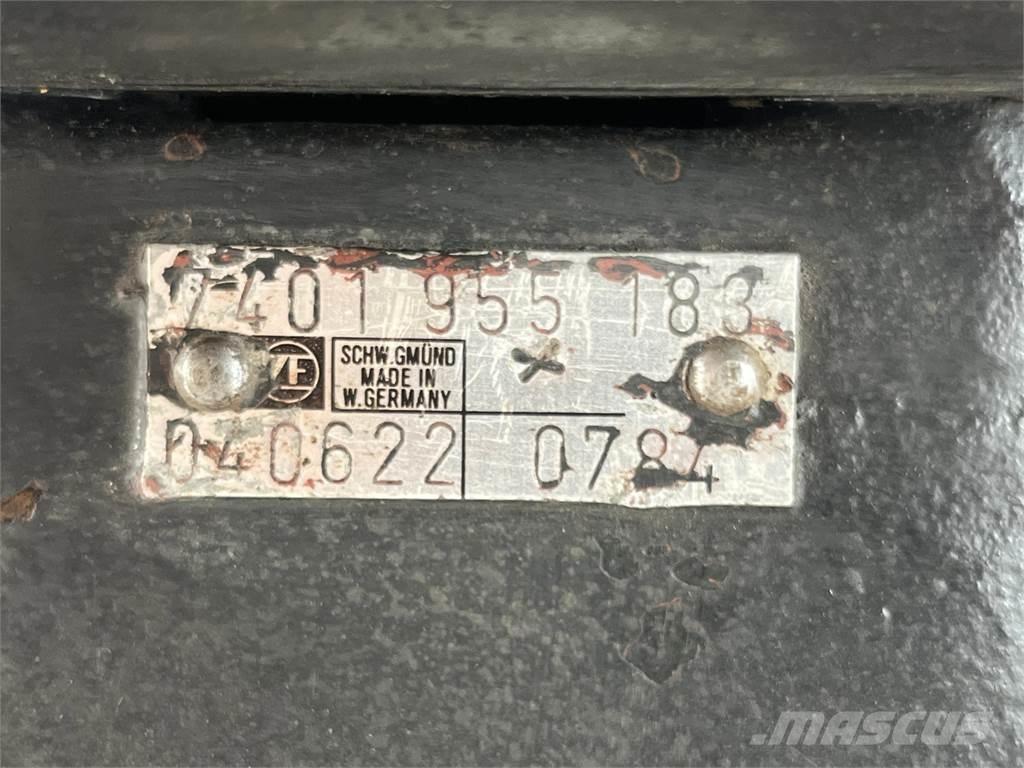 7401 955 183
ZF
SCHW.GMÜND
MADE IN
W.GERMANY
040622 0784
MASCUS